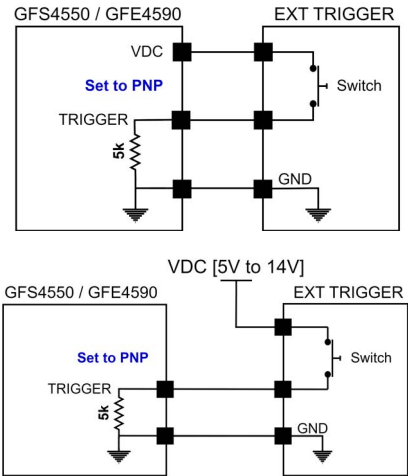 GFS4550 / GFE4590 EXT TRIGGER
VDC
Set to PNP Switch
TRIGGER
5k
GND
VDC [5V to 14V]
GFS4550 / GFE4590 EXT TRIGGER
Set to PNP Switch
TRIGGER
5k
GND